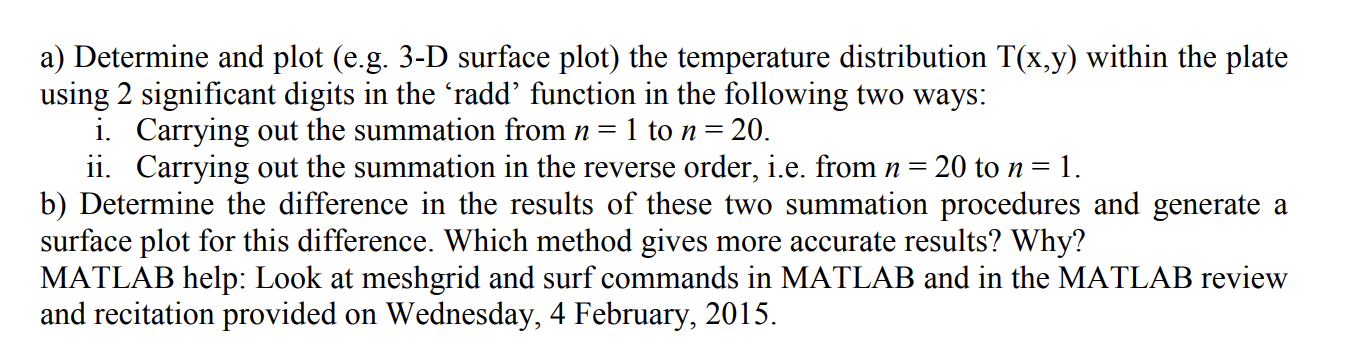 a) Determine and plot (e.g. 3-D surface plot) the temperature distribution T(x,y) within the plate
using 2 significant digits in the ‘radd’ function in the following two ways:
i. Carrying out the summation from n = 1 to n = 20.
ii. Carrying out the summation in the reverse order, i.e. from n = 20 to n = 1.
b) Determine the difference in the results of these two summation procedures and generate a
surface plot for this difference. Which method gives more accurate results? Why?
MATLAB help: Look at meshgrid and surf commands in MATLAB and in the MATLAB review
and recitation provided on Wednesday, 4 February, 2015.